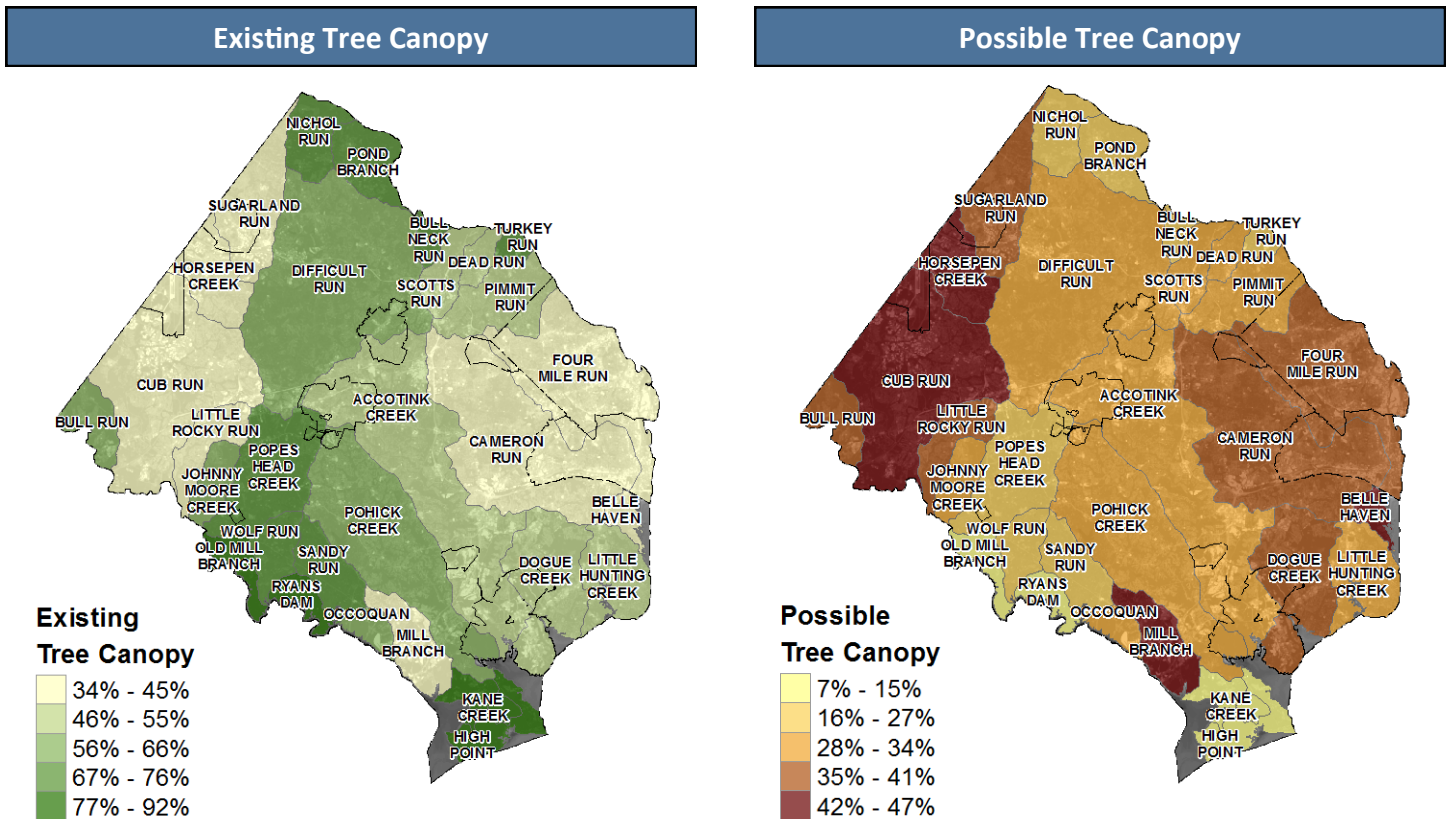 Existing Tree Canopy
NICHOL
RUN
POND
BRANCH
SUGARLAND
RUN
BULL
NECK
RUN
TURKEY
RUN
DEAD RUN
HORSEPEN
CREEK
DIFFICULT
RUN
SCOTTS
RUN
PIMMIT
RUN
FOUR
MILE RUN
CUB RUN
ACCOTINK
CREEK
BULL RUN
LITTLE
ROCKY RUN
CAMERON
RUN
POPES
HEAD
CREEK
JOHNNY
MOORE
CREEK
BELLE
HAVEN
POHICK
CREEK
WOLF RUN
OLD MILL
BRANCH
SANDY
RUN
DOGUE
CREEK
LITTLE
HUNTING
CREEK
RYANS
DAM
OCCOQUAN
MILL
BRANCH
KANE
CREEK
HIGH
POINT
Existing
Tree Canopy
34% - 45%
46% - 55%
56% - 66%
67% - 76%
77% - 92%
Possible Tree Canopy
NICHOL
RUN
POND
BRANCH
SUGARLAND
RUN
BULL
NECK
RUN
TURKEY
RUN
DEAD RUN
HORSEPEN
CREEK
DIFFICULT
RUN
SCOTTS
RUN
PIMMIT
RUN
FOUR
MILE RUN
CUB RUN
ACCOTINK
CREEK
BULL RUN
LITTLE
ROCKY RUN
CAMERON
RUN
POPES
HEAD
CREEK
JOHNNY
MOORE
CREEK
BELLE
HAVEN
POHICK
CREEK
WOLF RUN
OLD MILL
BRANCH
SANDY
RUN
DOGUE
CREEK
LITTLE
HUNTING
CREEK
RYANS
DAM
OCCOQUAN
MILL
BRANCH
KANE
CREEK
HIGH
POINT
Possible
Tree Canopy
7% - 15%
16% - 27%
28% - 34%
35% - 41%
42% - 47%